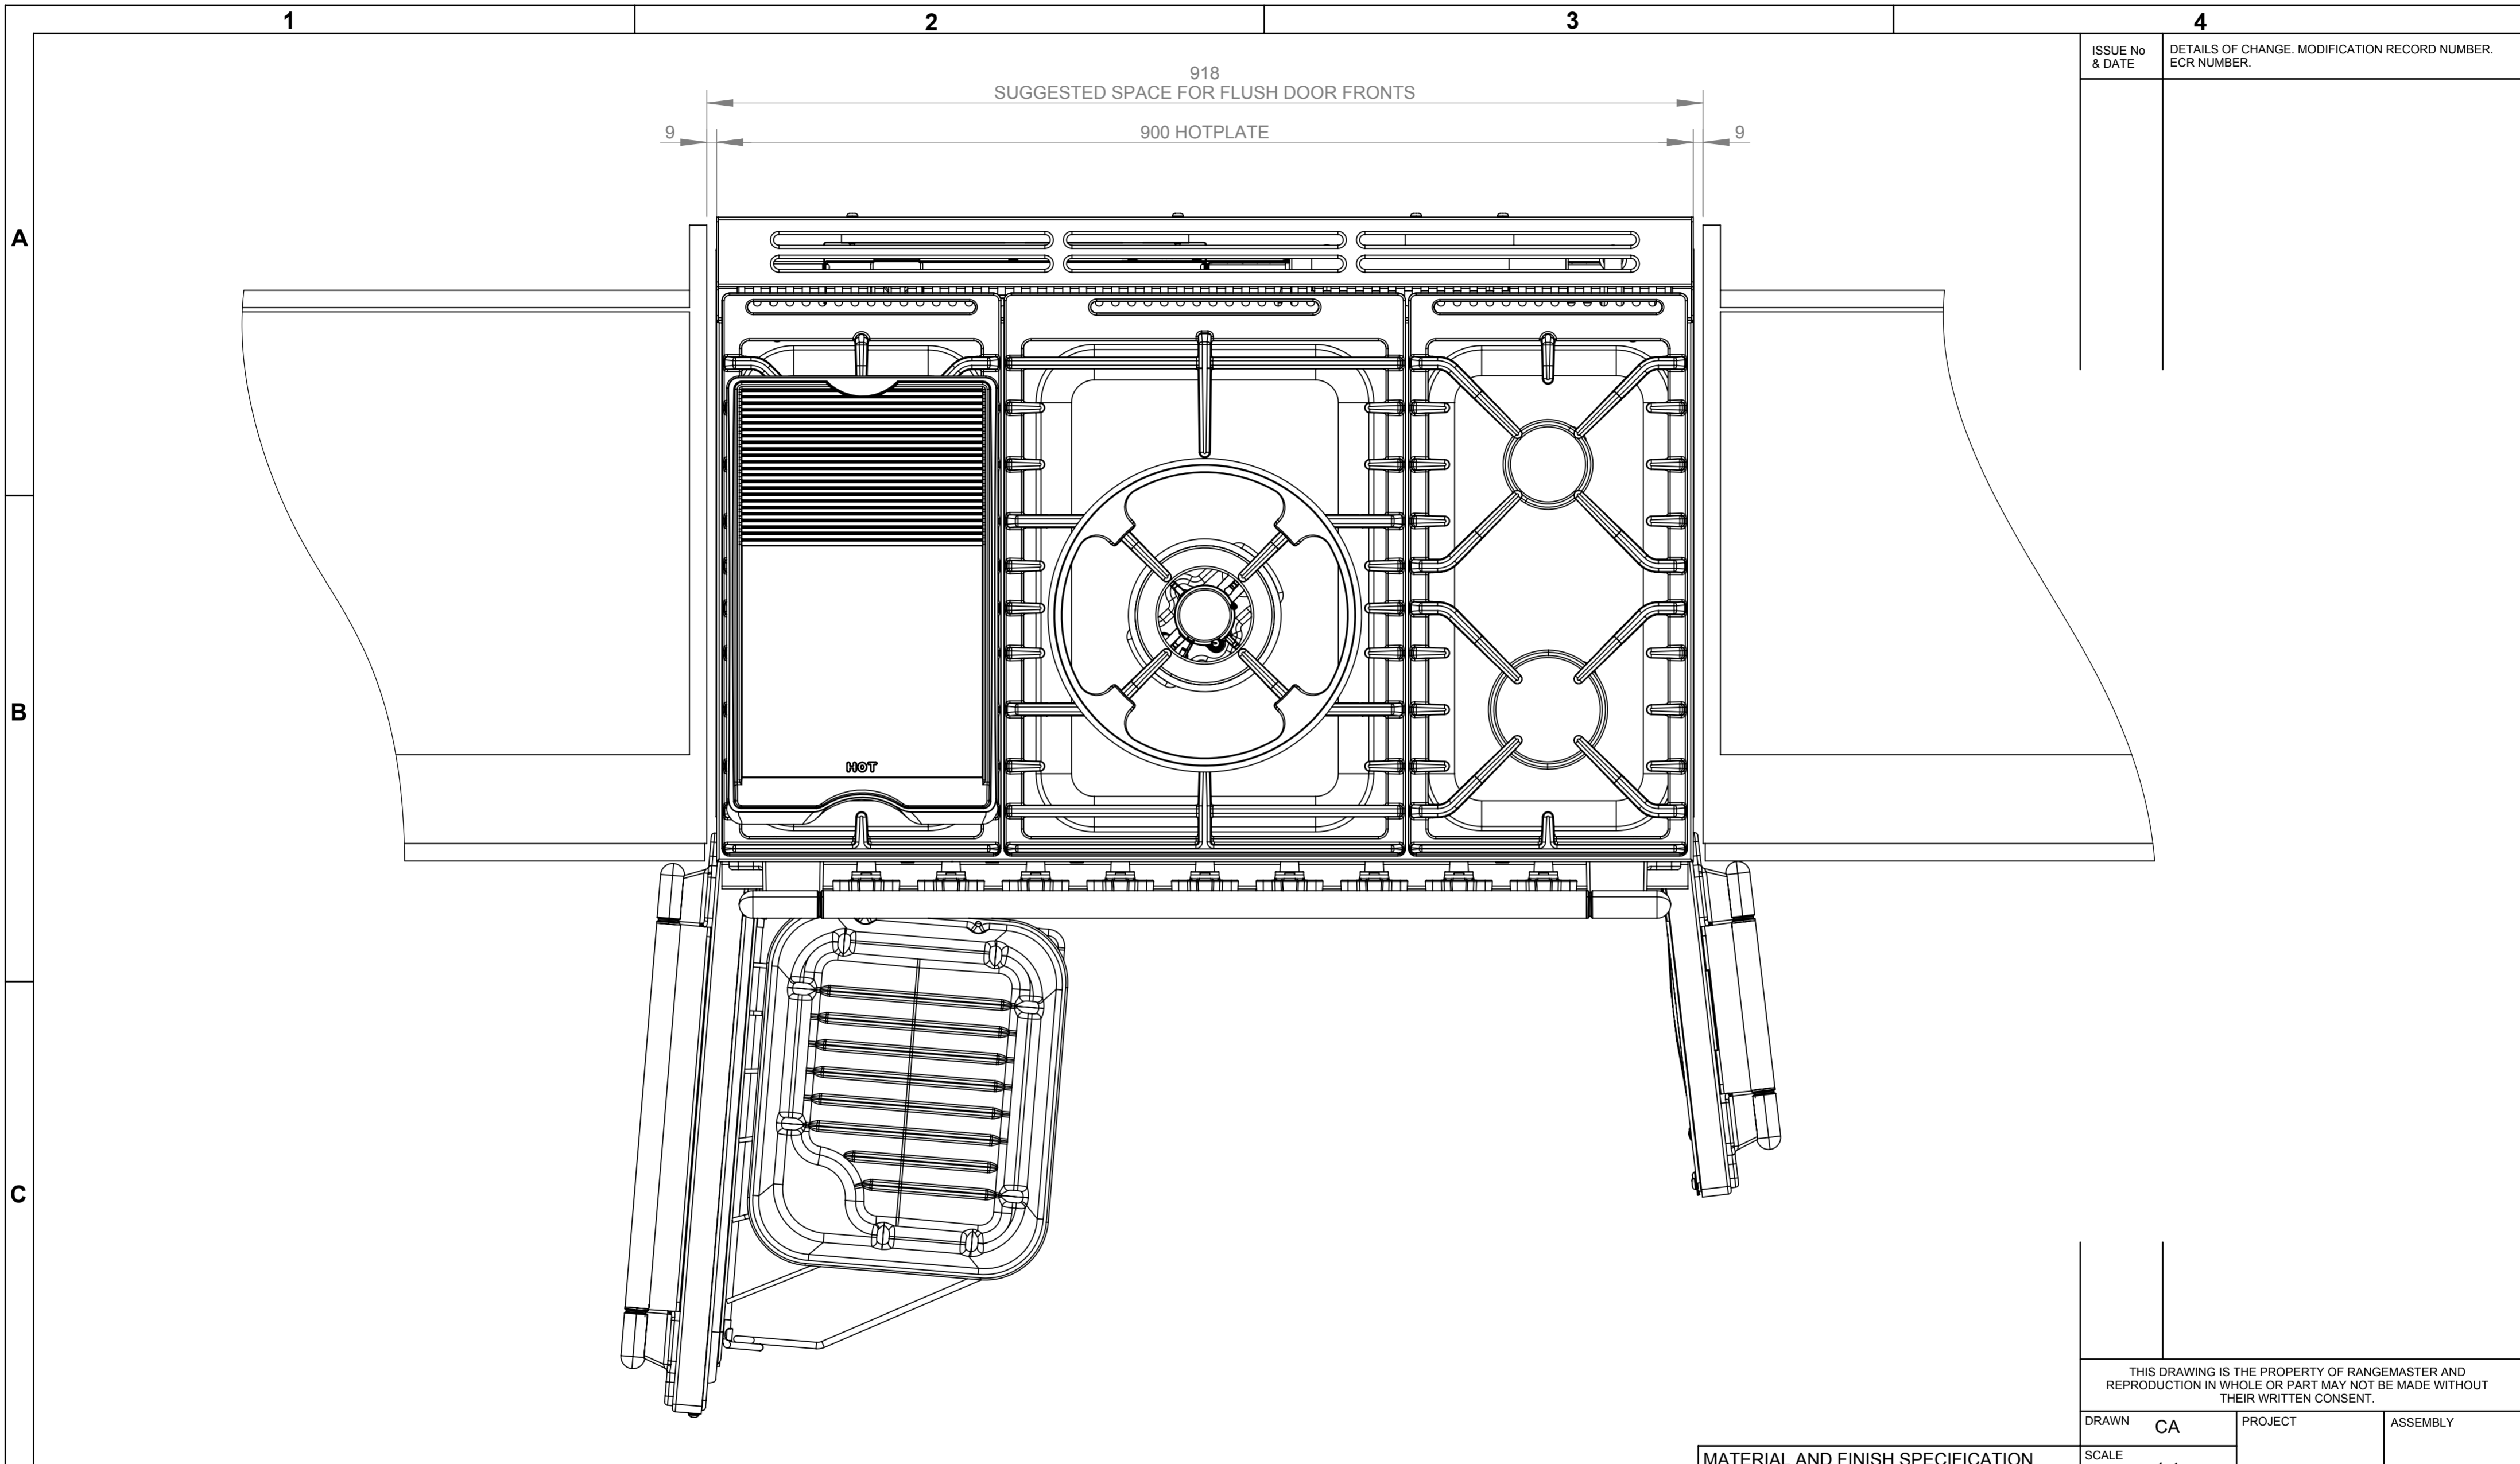 1
2
3
4
ISSUE No
& DATE
DETAILS OF CHANGE. MODIFICATION RECORD NUMBER.
ECR NUMBER.
918
SUGGESTED SPACE FOR FLUSH DOOR FRONTS
9
900 HOTPLATE
9
A
B
HOT
C
THIS DRAWING IS THE PROPERTY OF RANGEMASTER AND
REPRODUCTION IN WHOLE OR PART MAY NOT BE MADE WITHOUT
THEIR WRITTEN CONSENT.
DRAWN
CA
PROJECT
ASSEMBLY
MATERIAL AND FINISH SPECIFICATION
SCALE